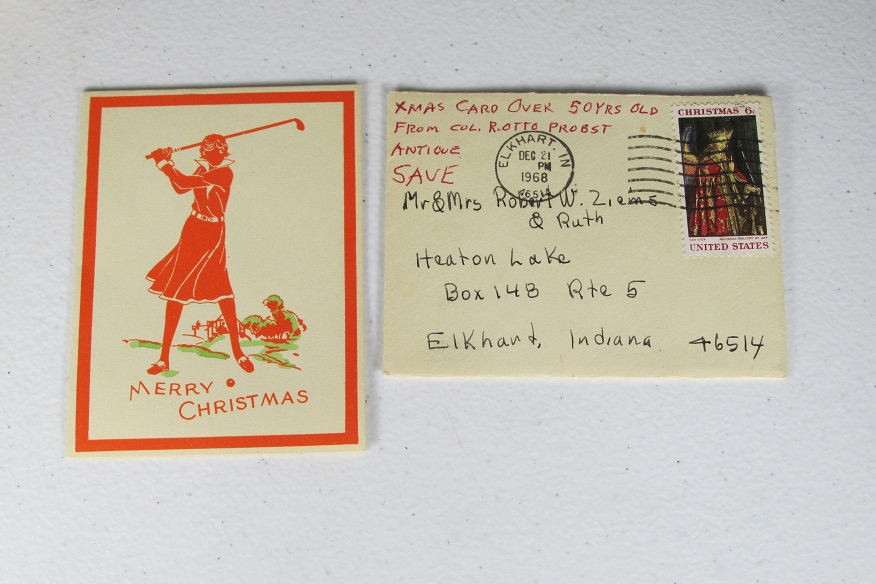 MERRY
CHRISTMAS
XMAS CARD OVER 50YRS OLD
FROM COL. R.OTTO PROBST
ANTIQUE
SAVE
ELKHART, IN
DEC 21
PM
1968
CHRISTMAS 6c
UNITED STATES
Mr & Mrs Robert W. Ziems
& Ruth
Heaton Lake
Box 148 Rte 5
Elkhart, Indiana 46514